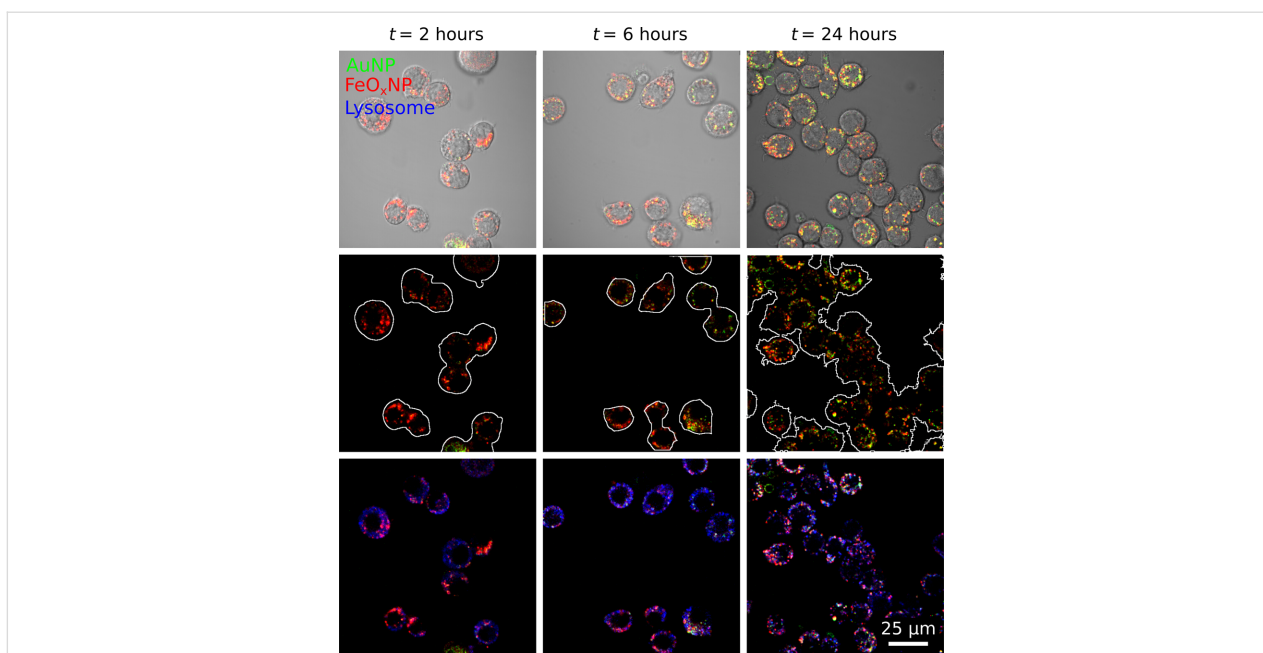 t = 2 hours
t = 6 hours
t = 24 hours
AuNP
FeOₓNP
Lysosome
25 μm